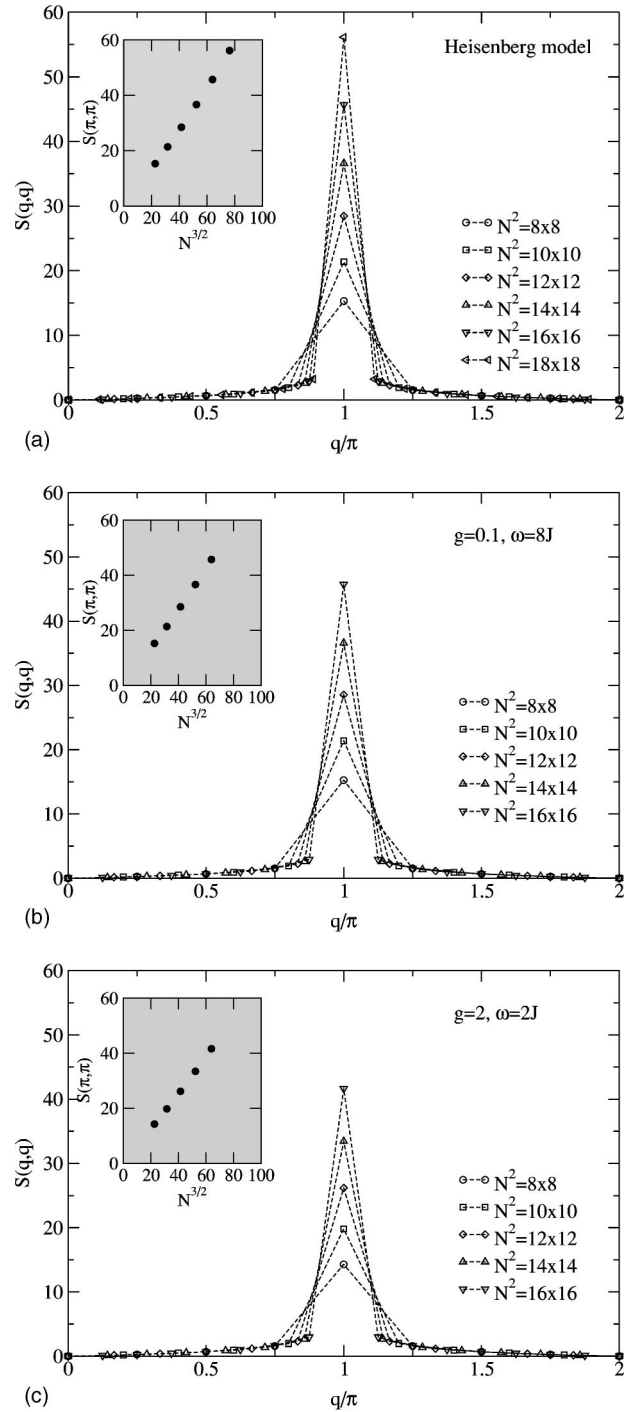 60
50
40
30
20
10
0
S(q,q)
60
40
20
0
S(π,π)
0 20 40 60 80 100
N^{3/2}
Heisenberg model
N^2=8x8
N^2=10x10
N^2=12x12
N^2=14x14
N^2=16x16
N^2=18x18
0 0.5 1 1.5 2
(a)
q/π
60
50
40
30
20
10
0
S(q,q)
60
40
20
0
S(π,π)
0 20 40 60 80 100
N^{3/2}
g=0.1, ω=8J
N^2=8x8
N^2=10x10
N^2=12x12
N^2=14x14
N^2=16x16
0 0.5 1 1.5 2
(b)
q/π
60
50
40
30
20
10
0
S(q,q)
60
40
20
0
S(π,π)
0 20 40 60 80 100
N^{3/2}
g=2, ω=2J
N^2=8x8
N^2=10x10
N^2=12x12
N^2=14x14
N^2=16x16
0 0.5 1 1.5 2
(c)
q/π